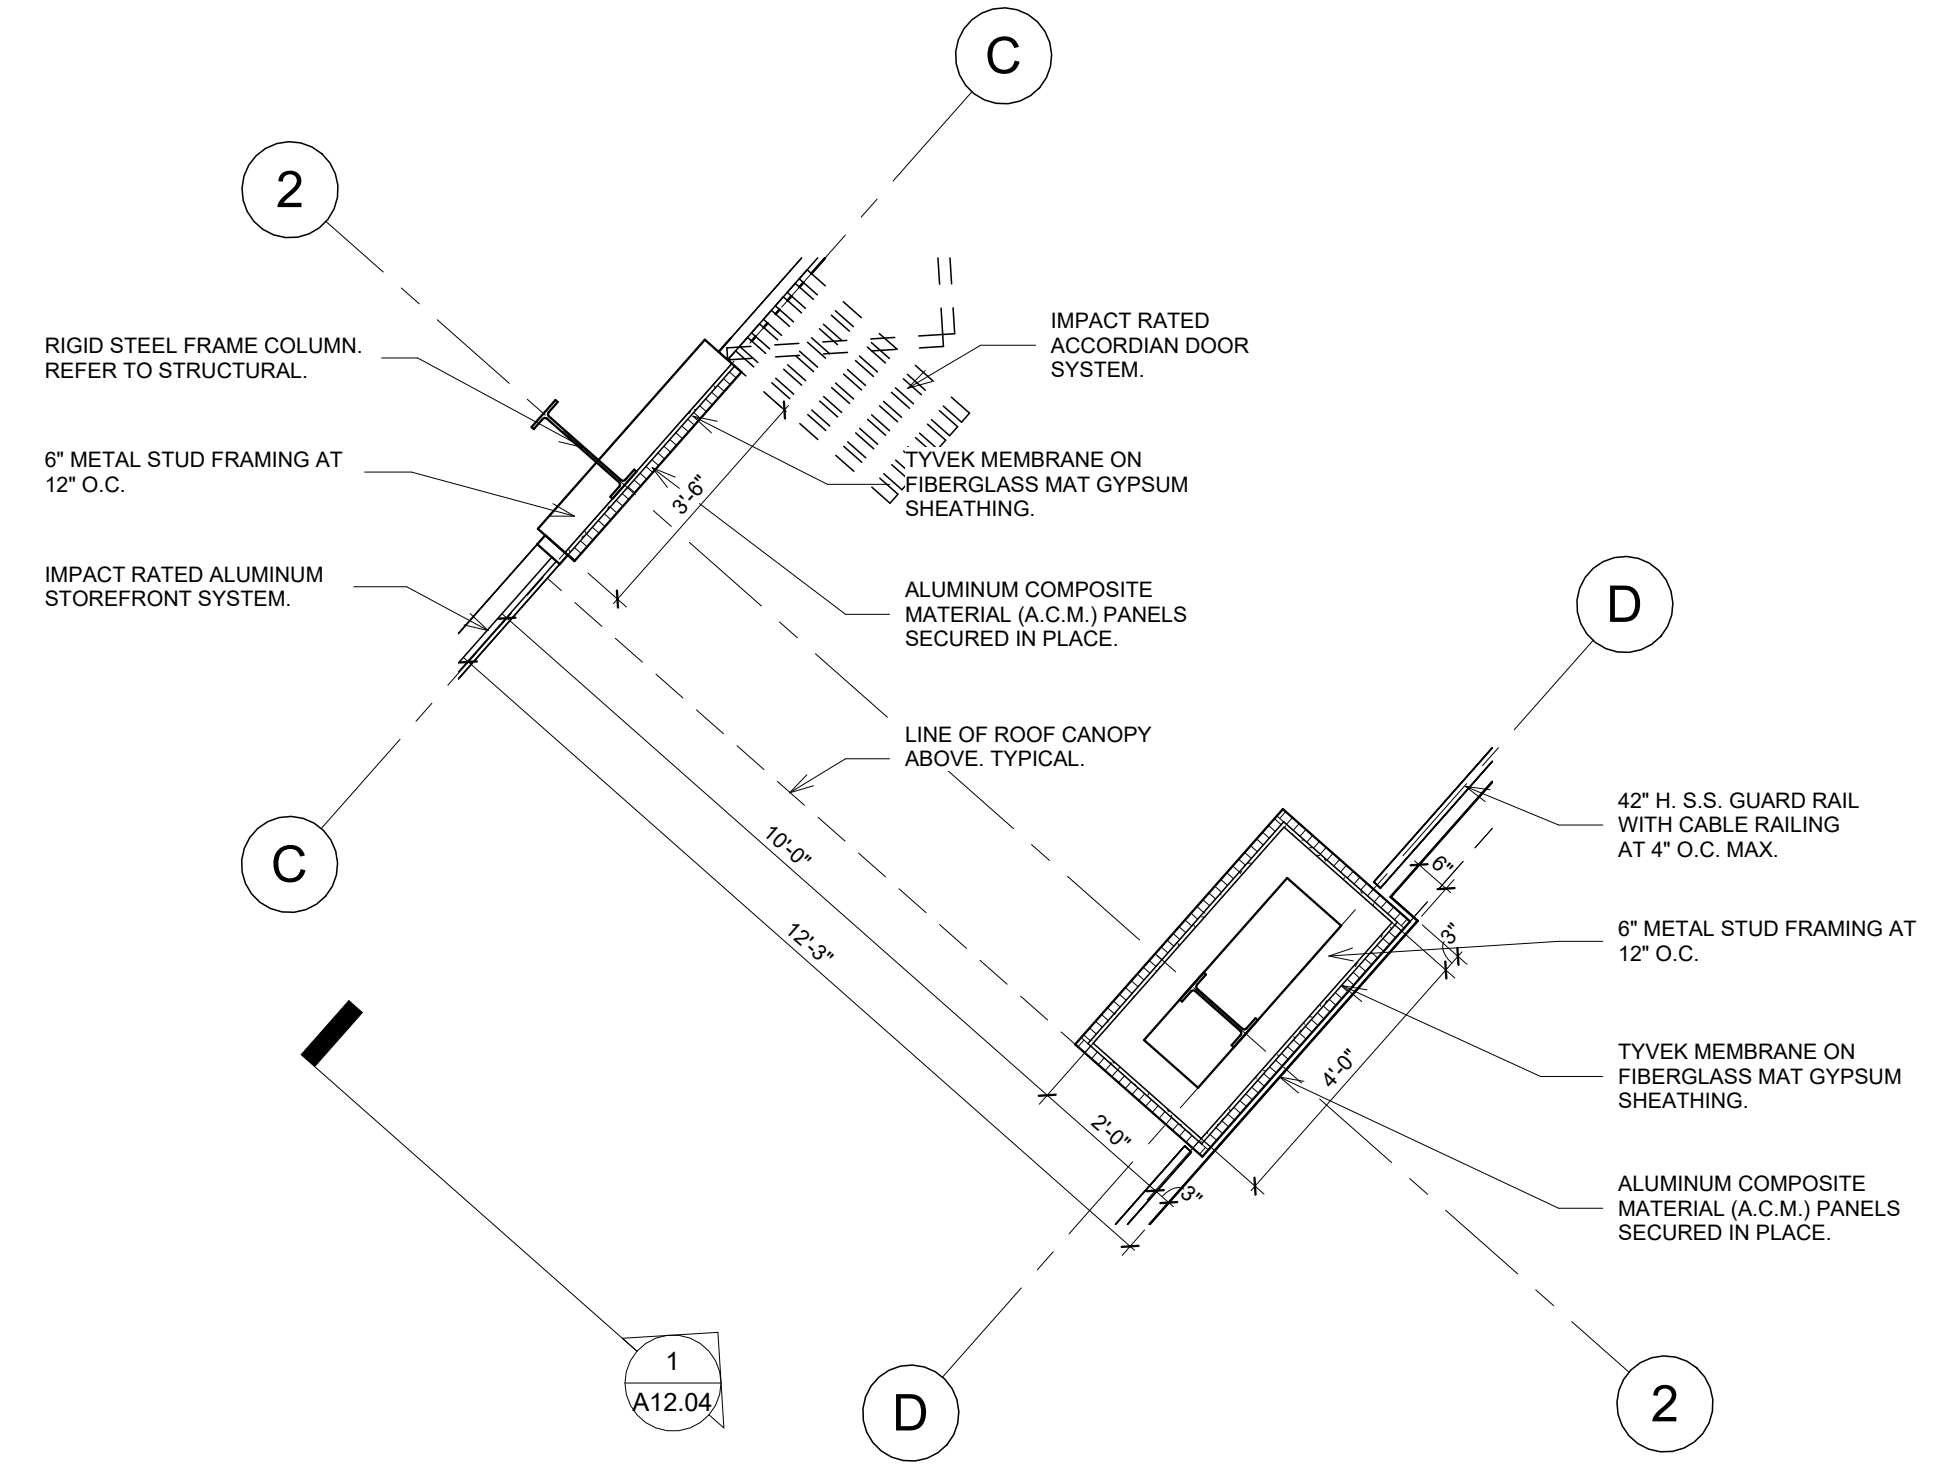 C
2
RIGID STEEL FRAME COLUMN.
REFER TO STRUCTURAL.
6" METAL STUD FRAMING AT
12" O.C.
IMPACT RATED ALUMINUM
STOREFRONT SYSTEM.
IMPACT RATED
ACCORDIAN DOOR
SYSTEM.
TYVEK MEMBRANE ON
FIBERGLASS MAT GYPSUM
SHEATHING.
3'-6"
ALUMINUM COMPOSITE
MATERIAL (A.C.M.) PANELS
SECURED IN PLACE.
D
LINE OF ROOF CANOPY
ABOVE. TYPICAL.
42" H. S.S. GUARD RAIL
WITH CABLE RAILING
AT 4" O.C. MAX.
C
10'-0"
12'-3"
6"
3"
6" METAL STUD FRAMING AT
12" O.C.
TYVEK MEMBRANE ON
FIBERGLASS MAT GYPSUM
SHEATHING.
4'-0"
2'-0"
3"
ALUMINUM COMPOSITE
MATERIAL (A.C.M.) PANELS
SECURED IN PLACE.
1
A12.04
D
2